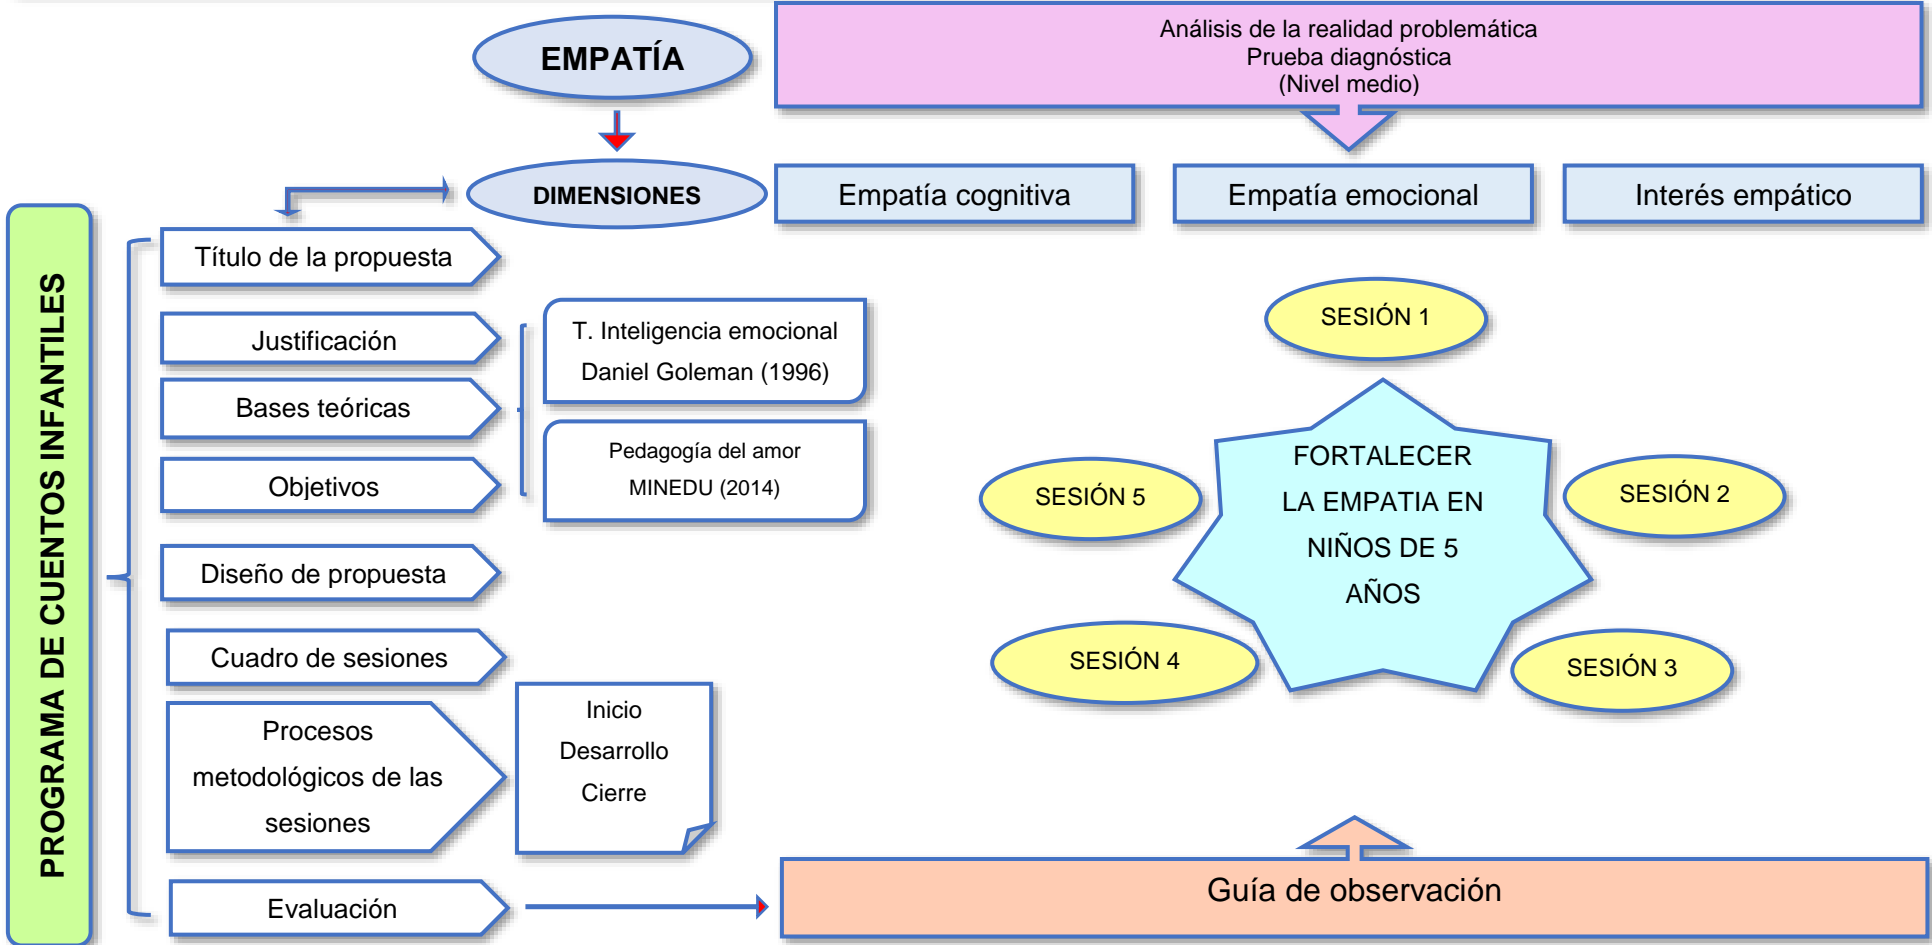 EMPATÍA
Análisis de la realidad problemática
Prueba diagnóstica
(Nivel medio)
DIMENSIONES
Empatía cognitiva
Empatía emocional
Interés empático
PROGRAMA DE CUENTOS INFANTILES
Título de la propuesta
Justificación
Bases teóricas
Objetivos
Diseño de propuesta
Cuadro de sesiones
Procesos
metodológicos de las
sesiones
Evaluación
T. Inteligencia emocional
Daniel Goleman (1996)
Pedagogía del amor
MINEDU (2014)
Inicio
Desarrollo
Cierre
SESIÓN 1
SESIÓN 2
SESIÓN 3
SESIÓN 4
SESIÓN 5
FORTALECER
LA EMPATIA EN
NIÑOS DE 5
AÑOS
Guía de observación